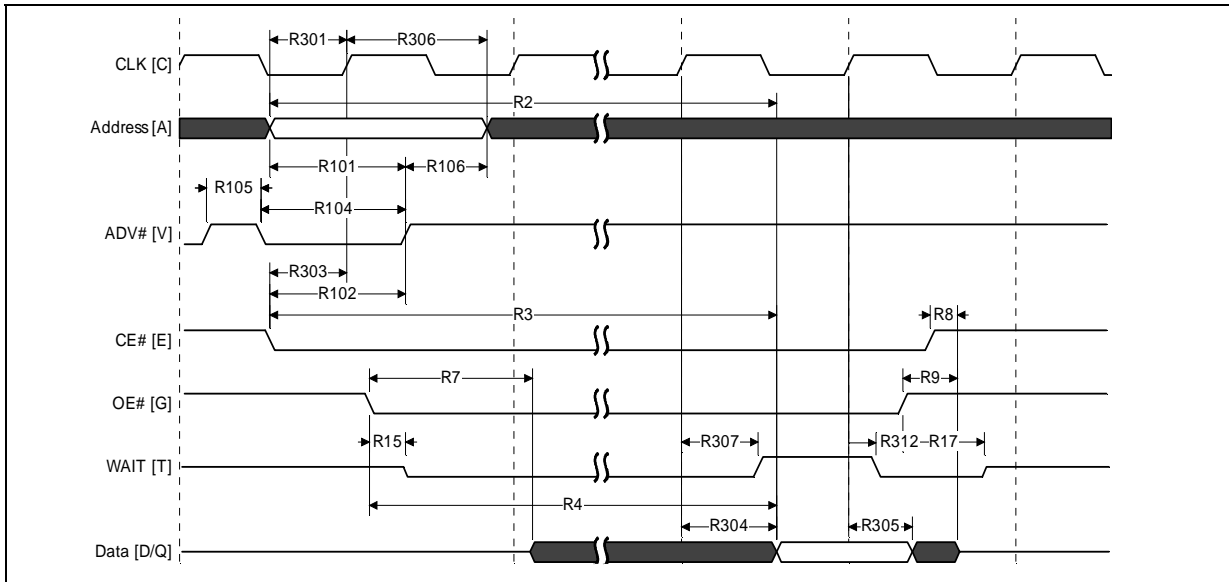 R301 R306
CLK [C]
R2
Address [A]
R101 R106
R105
R104
ADV# [V]
R303
R102
R3
R8
CE# [E]
R7
R9
OE# [G]
R15
R307
R312 R17
WAIT [T]
R4
R304 R305
Data [D/Q]